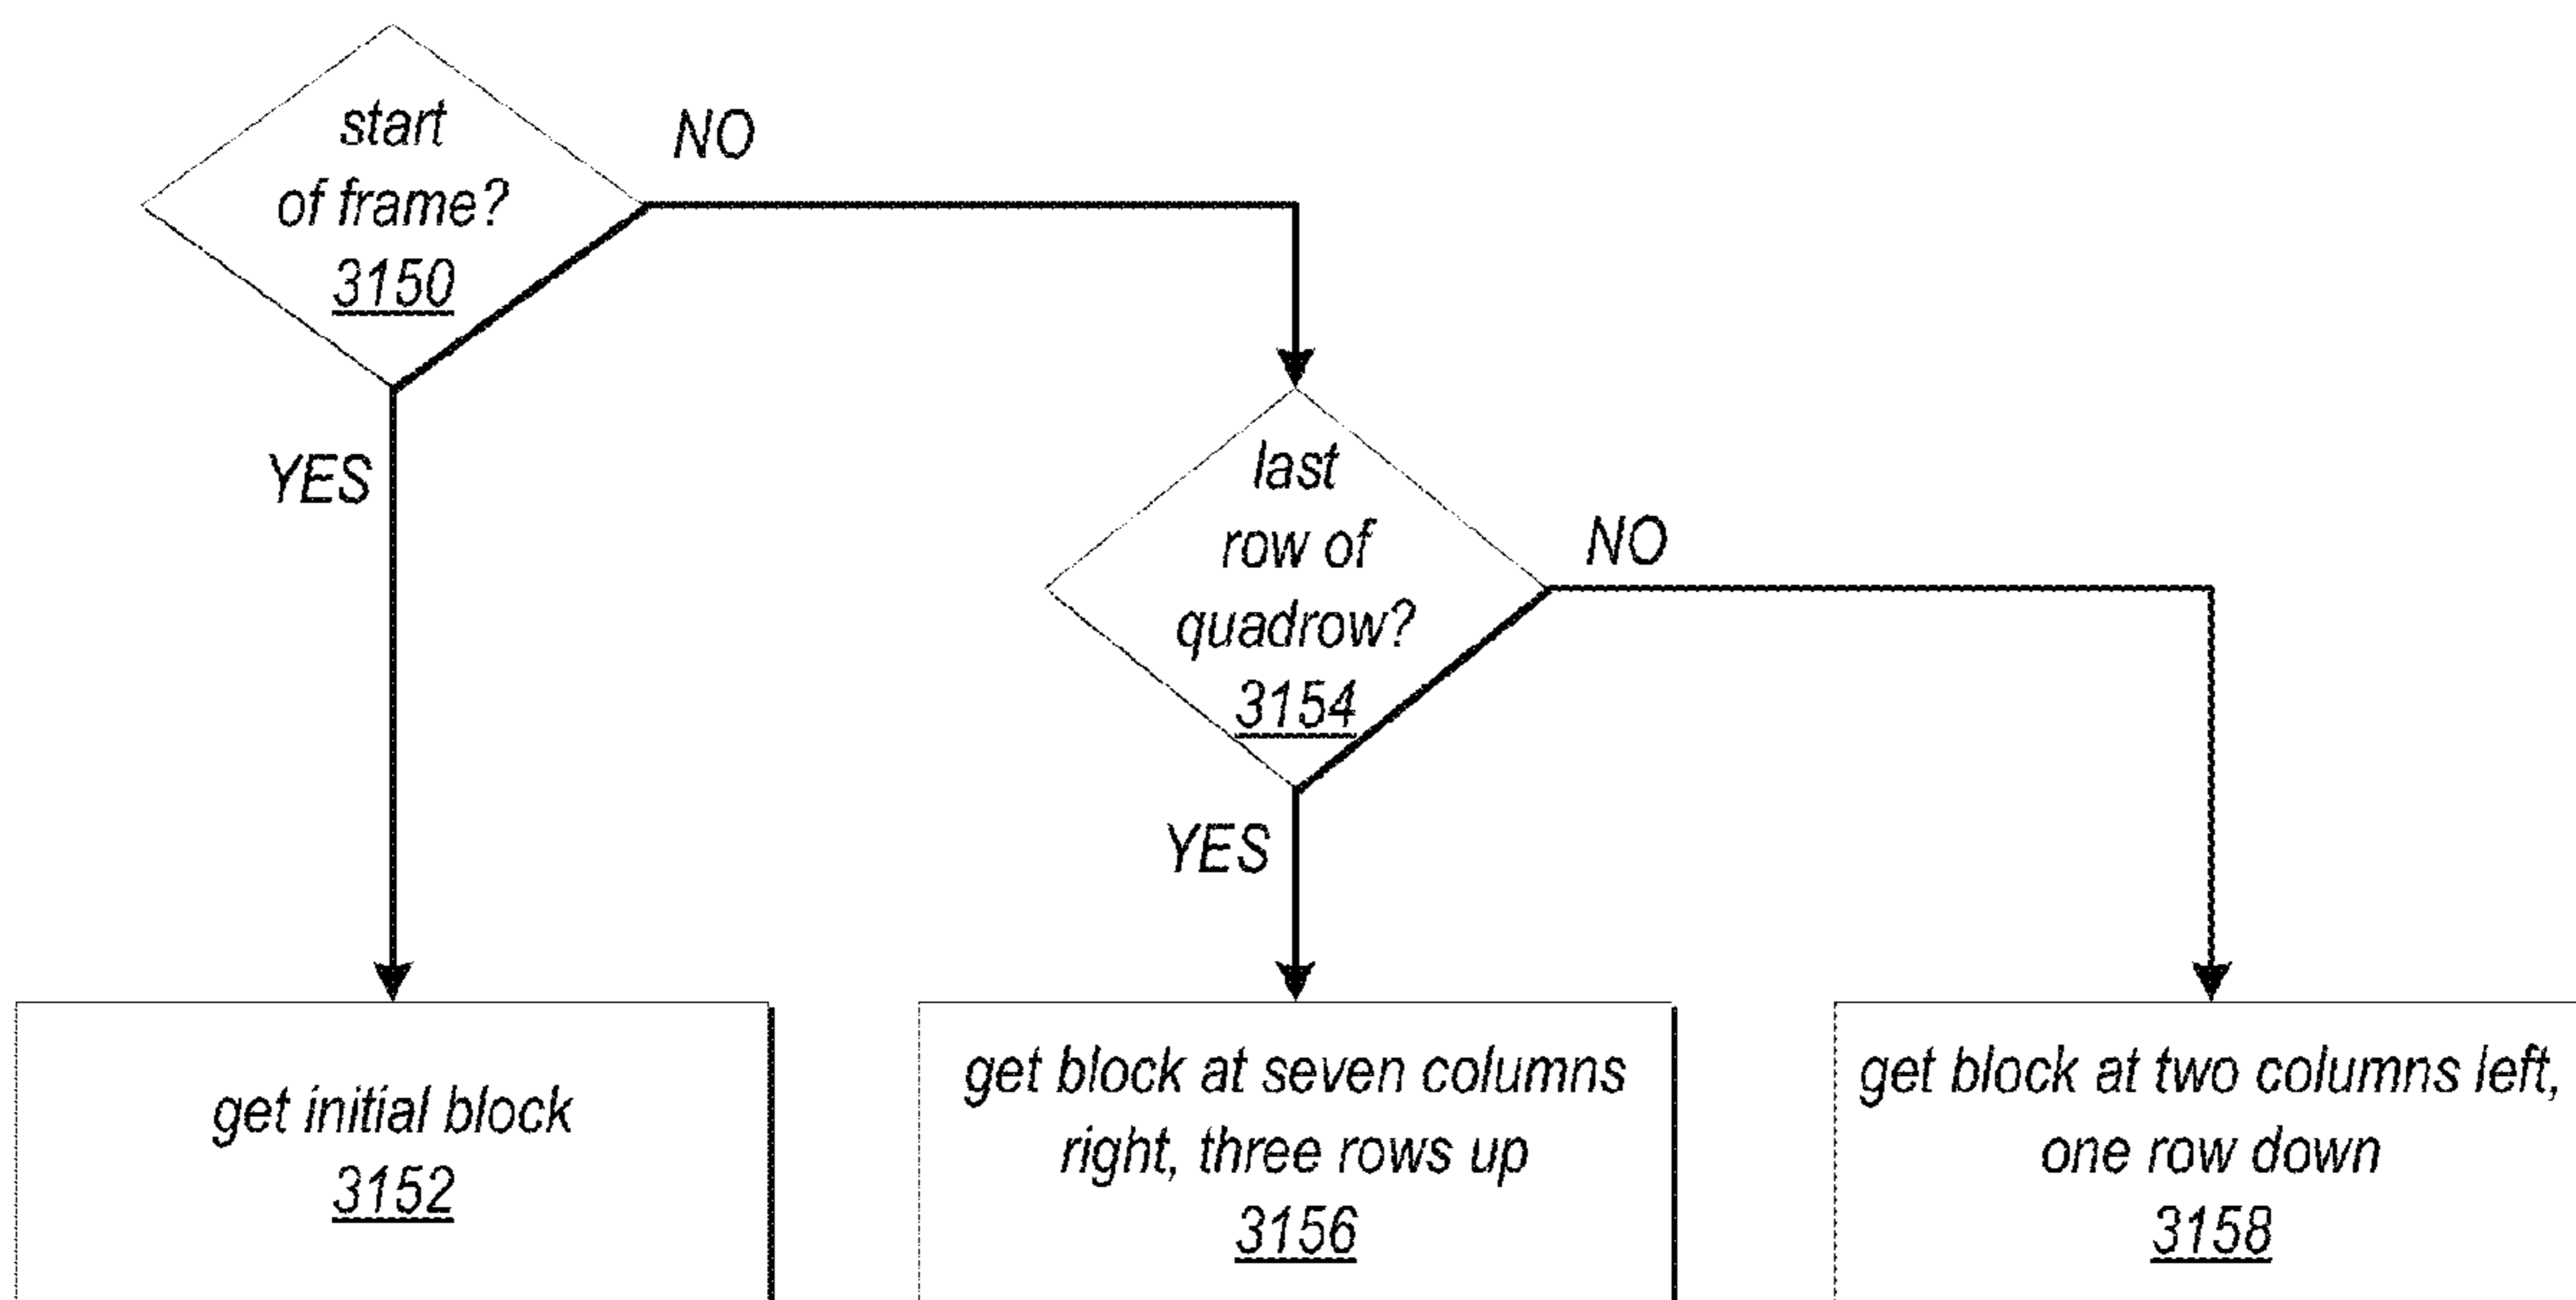 start
of frame?
3150
NO
YES
last
row of
quadrow?
3154
NO
YES
get initial block
3152
get block at seven columns
right, three rows up
3156
get block at two columns left,
one row down
3158